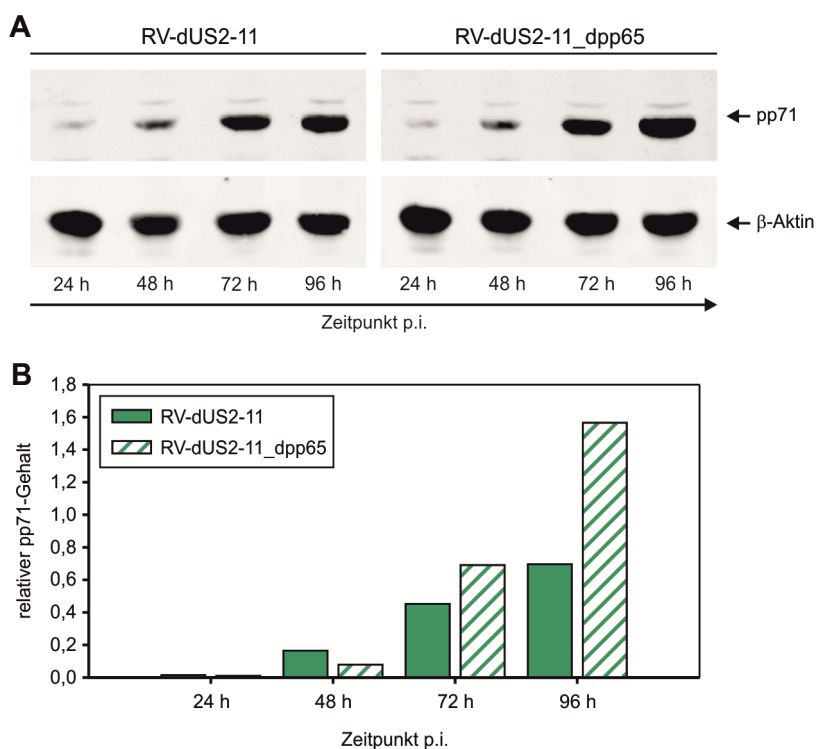 A
RV-dUS2-11
RV-dUS2-11_dpp65
pp71
β-Aktin
24 h 48 h 72 h 96 h 24 h 48 h 72 h 96 h
Zeitpunkt p.i.
B
1,8
1,6
1,4
1,2
1,0
0,8
0,6
0,4
0,2
0,0
relativer pp71-Gehalt
RV-dUS2-11
RV-dUS2-11_dpp65
24 h 48 h 72 h 96 h
Zeitpunkt p.i.